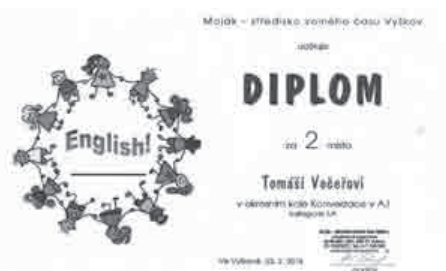 Maják – středisko volného času Vyškov
uděluje
DIPLOM
za 2. místo
Tomáši Večeřovi
v okresním kole Konverzace v AJ
kategorie
English!
Ve Vyškově